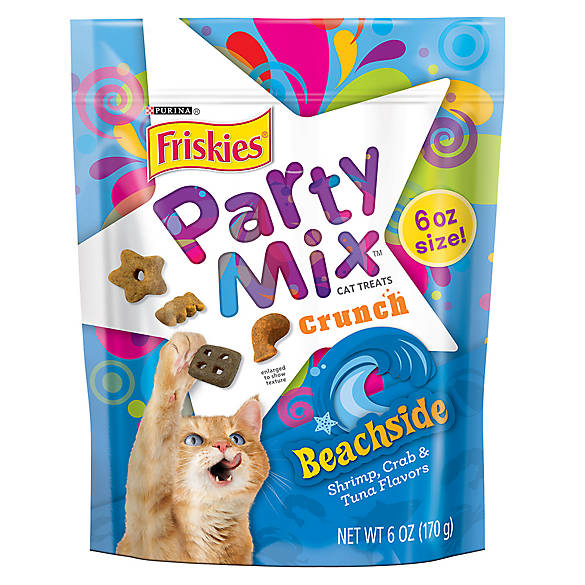 PURINA®
Friskies®
Party
Mix™
CAT TREATS
Crunch
6 oz
size!
enlarged
to show
texture
Beachside
Shrimp, Crab &
Tuna Flavors
NET WT 6 OZ (170 g)